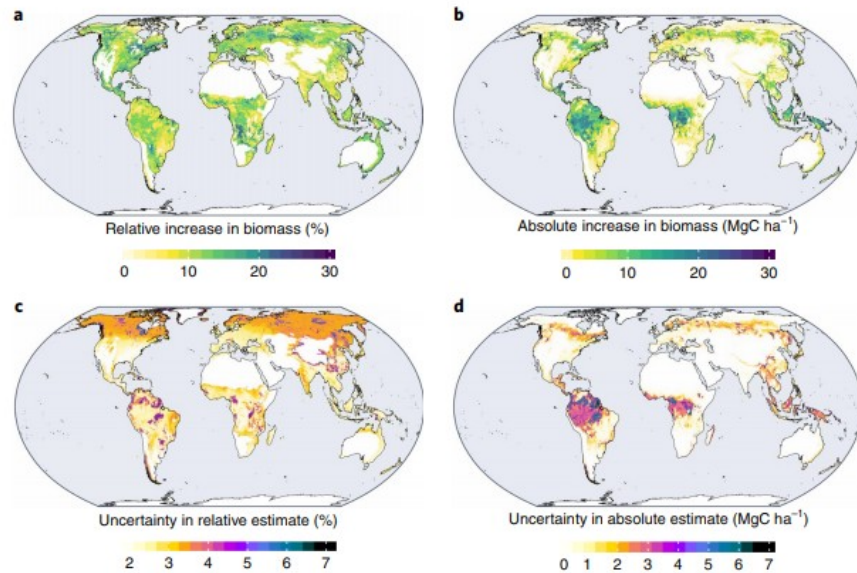 a
b
Relative increase in biomass (%)
Absolute increase in biomass (MgC ha⁻¹)
0 10 20 30
0 10 20 30
c
d
Uncertainty in relative estimate (%)
Uncertainty in absolute estimate (MgC ha⁻¹)
2 3 4 5 6 7
0 1 2 3 4 5 6 7